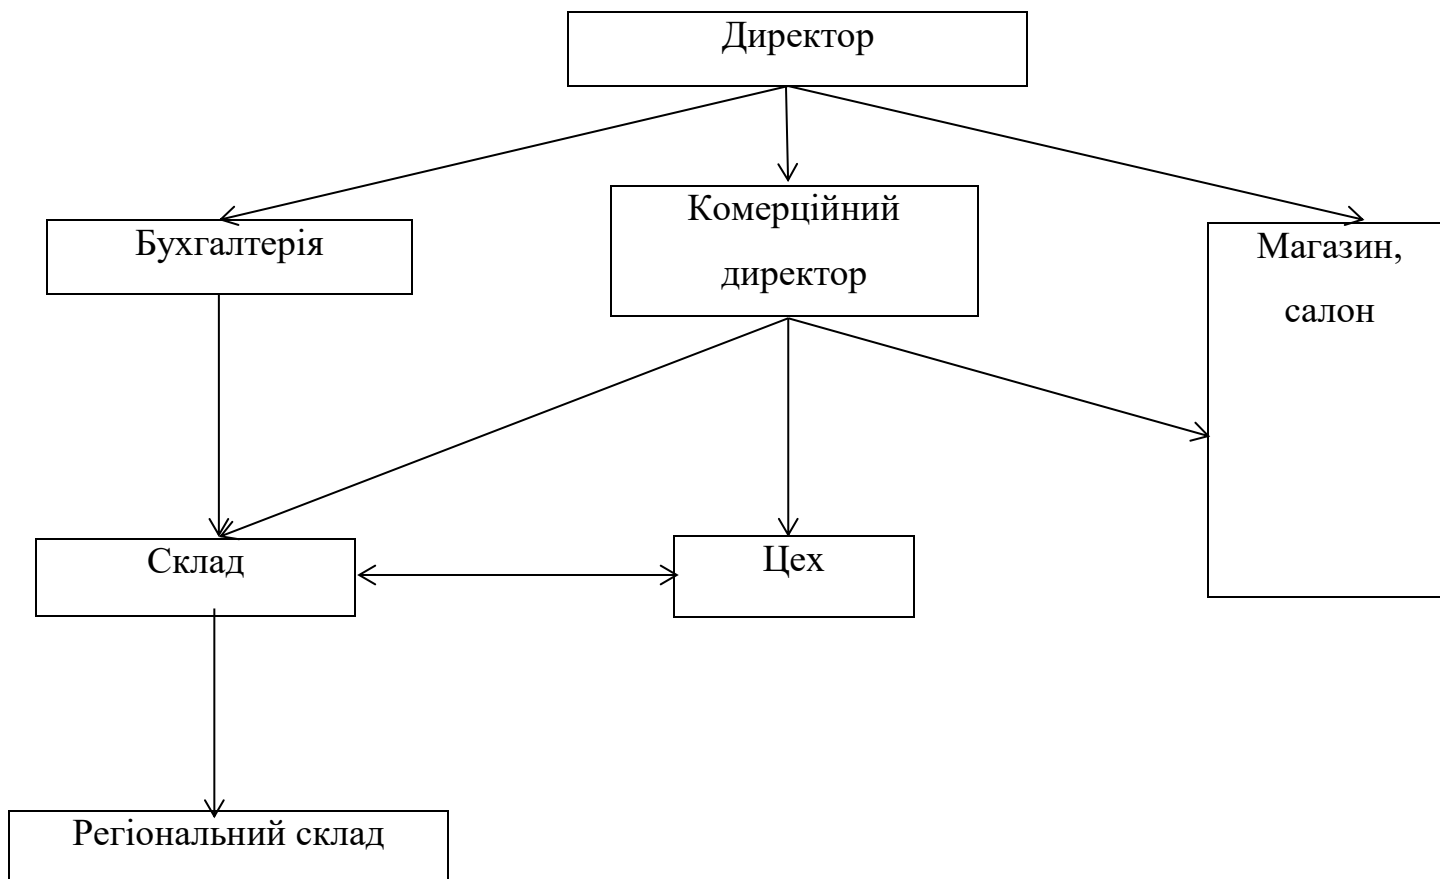 Директор
Комерційний
директор
Бухгалтерія
Магазин,
салон
Склад
Цех
Регіональний склад